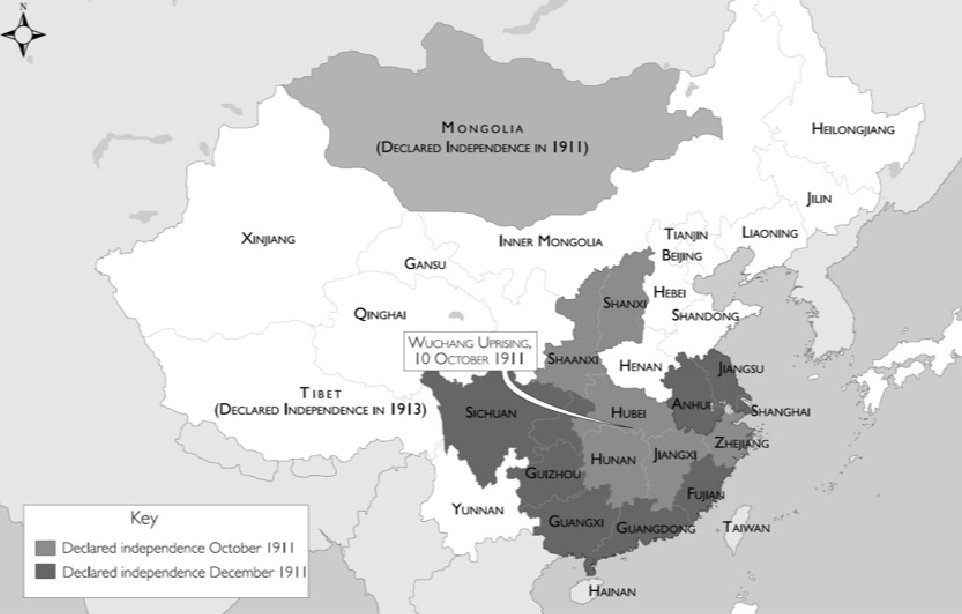 N
MONGOLIA
(DECLARED INDEPENDENCE IN 1911)
HEILONGJIANG
JILIN
XINJIANG
INNER MONGOLIA
TIANJIN
LIAONING
BEIJING
GANSU
HEBEI
SHANXI
QINGHAI
SHANDONG
WUCHANG UPRISING,
10 OCTOBER 1911
SHAANXI
HENAN
JIANGSU
TIBET
(DECLARED INDEPENDENCE IN 1913)
SICHUAN
HUBEI
ANHUI
SHANGHAI
ZHEJIANG
HUNAN
JIANGXI
GUIZHOU
FUJIAN
YUNNAN
GUANGXI
GUANGDONG
TAIWAN
HAINAN
Key
Declared independence October 1911
Declared independence December 1911